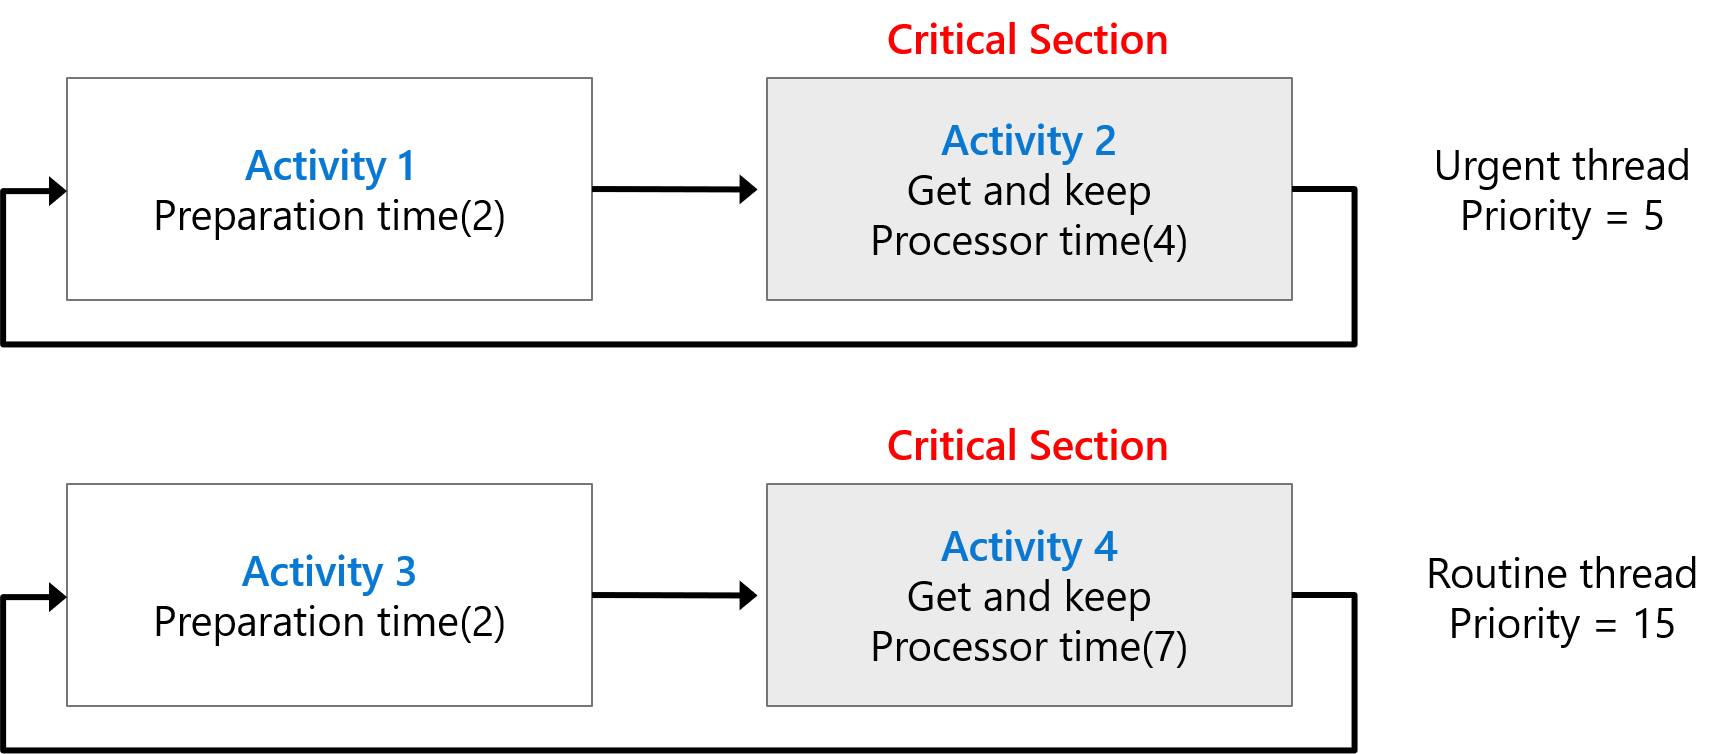 Critical Section
Activity 1
Preparation time(2)
Activity 2
Get and keep
Processor time(4)
Urgent thread
Priority = 5
Critical Section
Activity 3
Preparation time(2)
Activity 4
Get and keep
Processor time(7)
Routine thread
Priority = 15